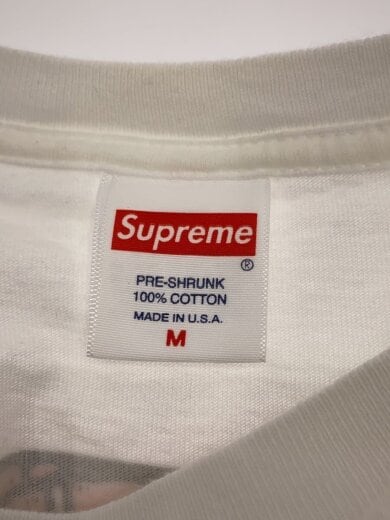 Supreme
®
PRE-SHRUNK
100% COTTON
MADE IN U.S.A.
M